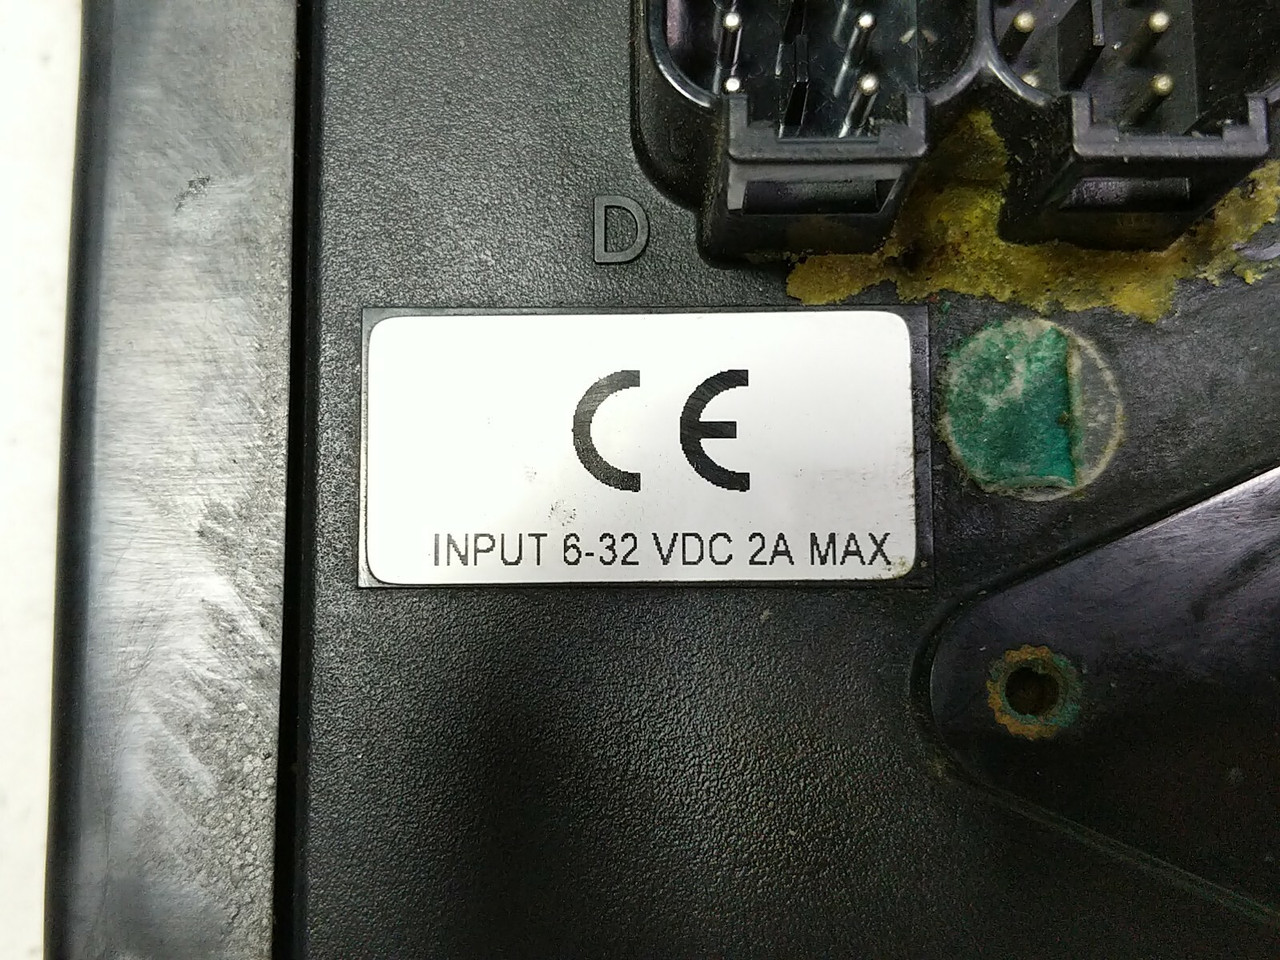 D
CE
INPUT 6-32 VDC 2A MAX